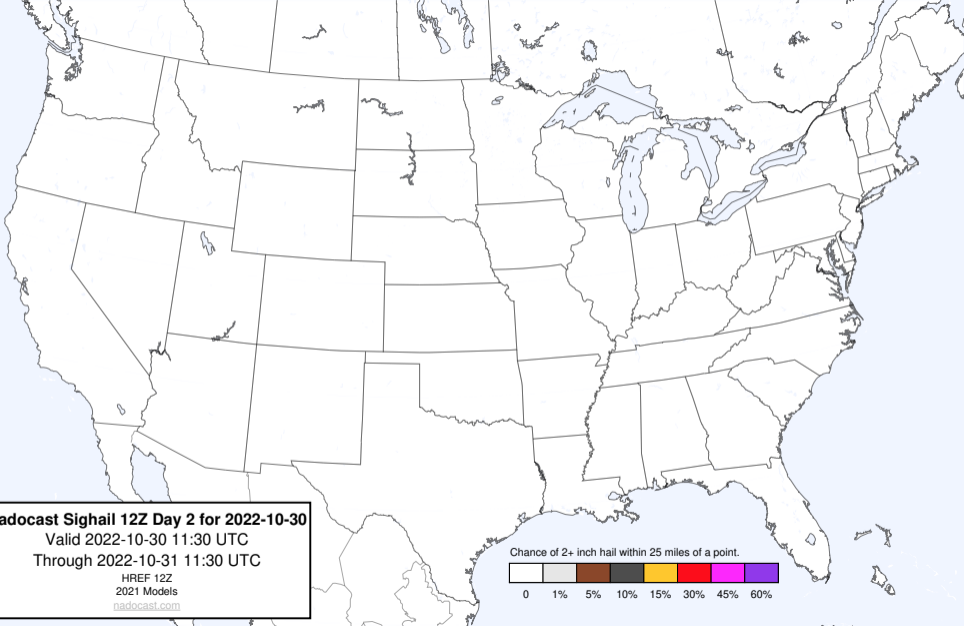 adocast Sighail 12Z Day 2 for 2022-10-30
Valid 2022-10-30 11:30 UTC
Through 2022-10-31 11:30 UTC
HREF 12Z
2021 Models
nadocast.com
Chance of 2+ inch hail within 25 miles of a point.
0 1% 5% 10% 15% 30% 45% 60%